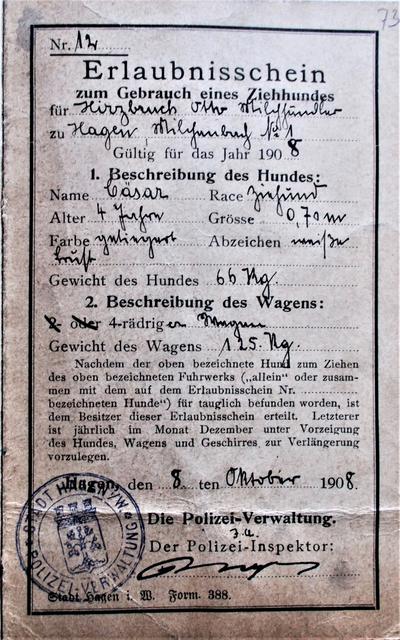 73
Nr. 12
Erlaubnisschein
zum Gebrauch eines Ziehhundes
für Hirzbruch Otto Milchhändler
zu Hagen, Milchenbach No 1
Gültig für das Jahr 1908
1. Beschreibung des Hundes:
Name Cäsar Race Ziehund
Alter 4 Jahre Grösse 0,70 m
Farbe getiegert Abzeichen weiße
Brust
Gewicht des Hundes 66 Kg.
2. Beschreibung des Wagens:
2- oder 4-rädriger Wagen
Gewicht des Wagens 125 Kg.
Nachdem der oben bezeichnete Hund zum Ziehen
des oben bezeichneten Fuhrwerks („allein“ oder zusam-
men mit dem auf dem Erlaubnisschein Nr. ..........
bezeichneten Hunde“) für tauglich befunden worden, ist
dem Besitzer dieser Erlaubnisschein erteilt. Letzterer
ist jährlich im Monat Dezember unter Vorzeigung
des Hundes, Wagens und Geschirres zur Verlängerung
vorzulegen.
Hagen, den 8 ten Oktober 1908.
Die Polizei-Verwaltung.
J. A.
Der Polizei-Inspektor:
STADT HAGEN I/W. POLIZEI-VERWALTUNG
Stadt Hagen i. W. Form. 388.